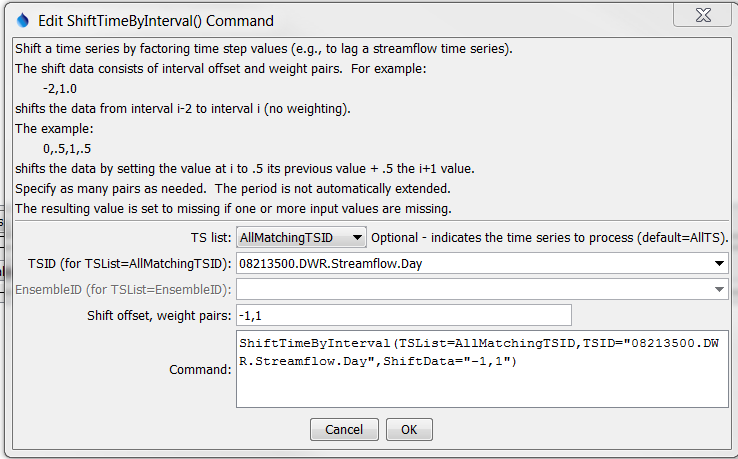 Edit ShiftTimeByInterval() Command
Shift a time series by factoring time step values (e.g., to lag a streamflow time series).
The shift data consists of interval offset and weight pairs.  For example:
-2,1.0
shifts the data from interval i-2 to interval i (no weighting).
The example:
0,.5,1,.5
shifts the data by setting the value at i to .5 its previous value + .5 the i+1 value.
Specify as many pairs as needed.  The period is not automatically extended.
The resulting value is set to missing if one or more input values are missing.
TS list: AllMatchingTSID Optional - indicates the time series to process (default=AllTS).
TSID (for TSList=AllMatchingTSID): 08213500.DWR.Streamflow.Day
EnsembleID (for TSList=EnsembleID):
Shift offset, weight pairs: -1,1
ShiftTimeByInterval(TSList=AllMatchingTSID,TSID="08213500.DW
R.Streamflow.Day",ShiftData="-1,1")
Command:
Cancel OK